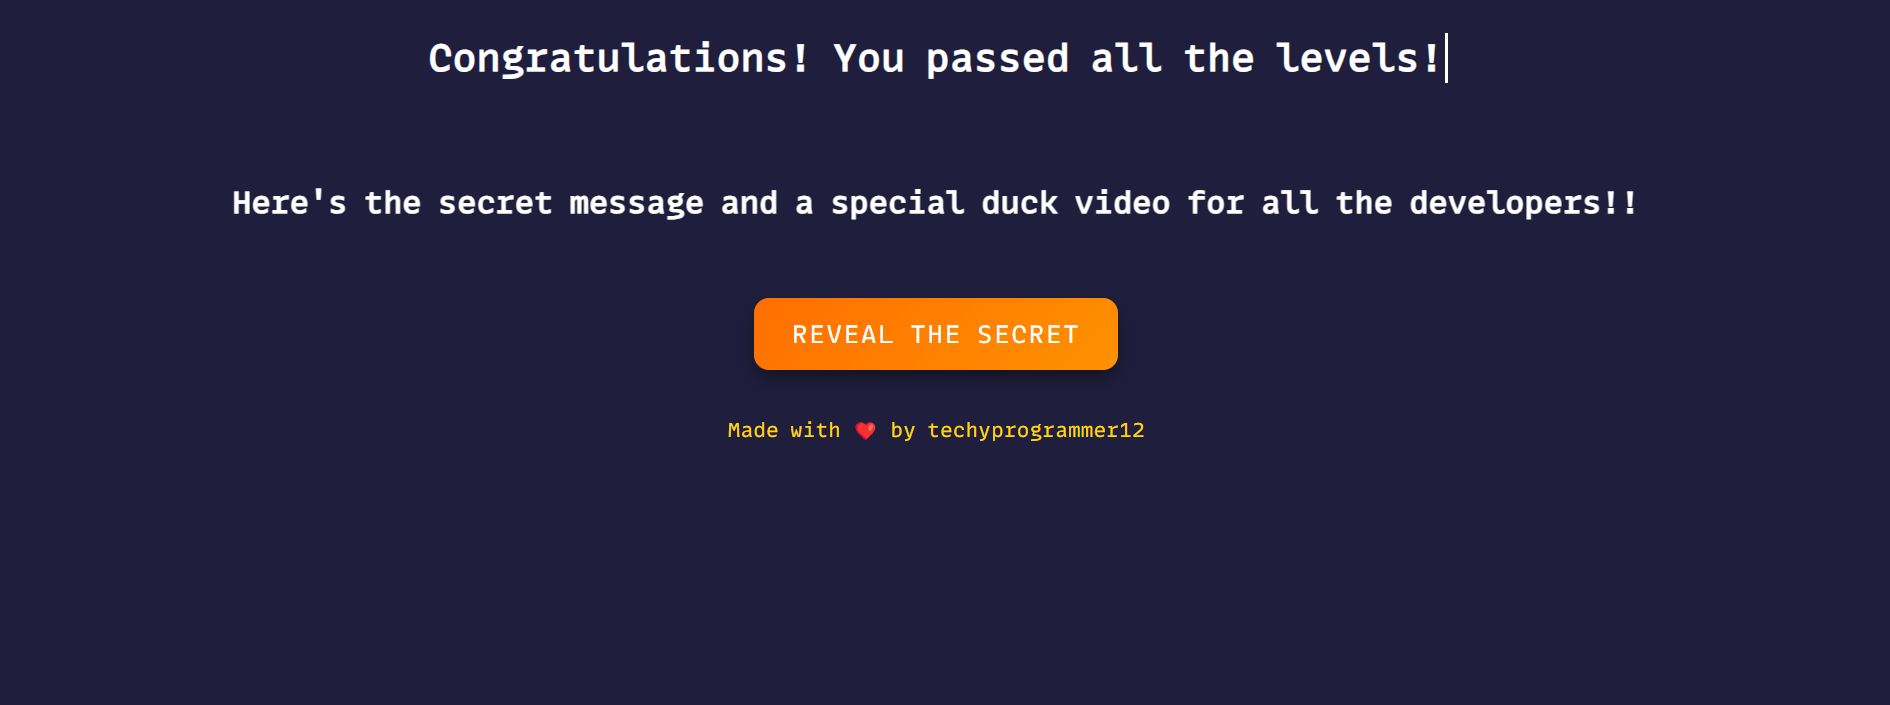 Congratulations! You passed all the levels!
Here's the secret message and a special duck video for all the developers!!
REVEAL THE SECRET
Made with ❤️ by techyprogrammer12